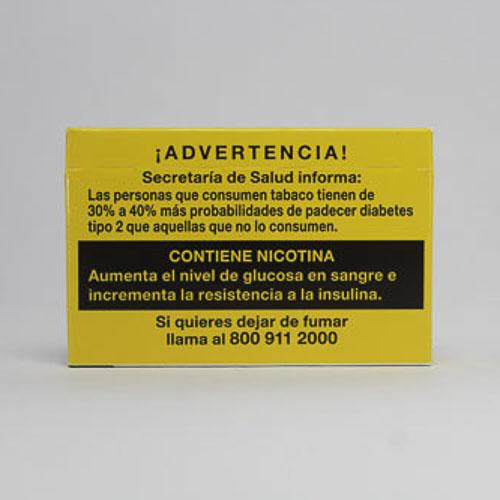 ¡ADVERTENCIA!
Secretaría de Salud informa:
Las personas que consumen tabaco tienen de
30% a 40% más probabilidades de padecer diabetes
tipo 2 que aquellas que no lo consumen.
CONTIENE NICOTINA
Aumenta el nivel de glucosa en sangre e
incrementa la resistencia a la insulina.
Si quieres dejar de fumar
llama al 800 911 2000